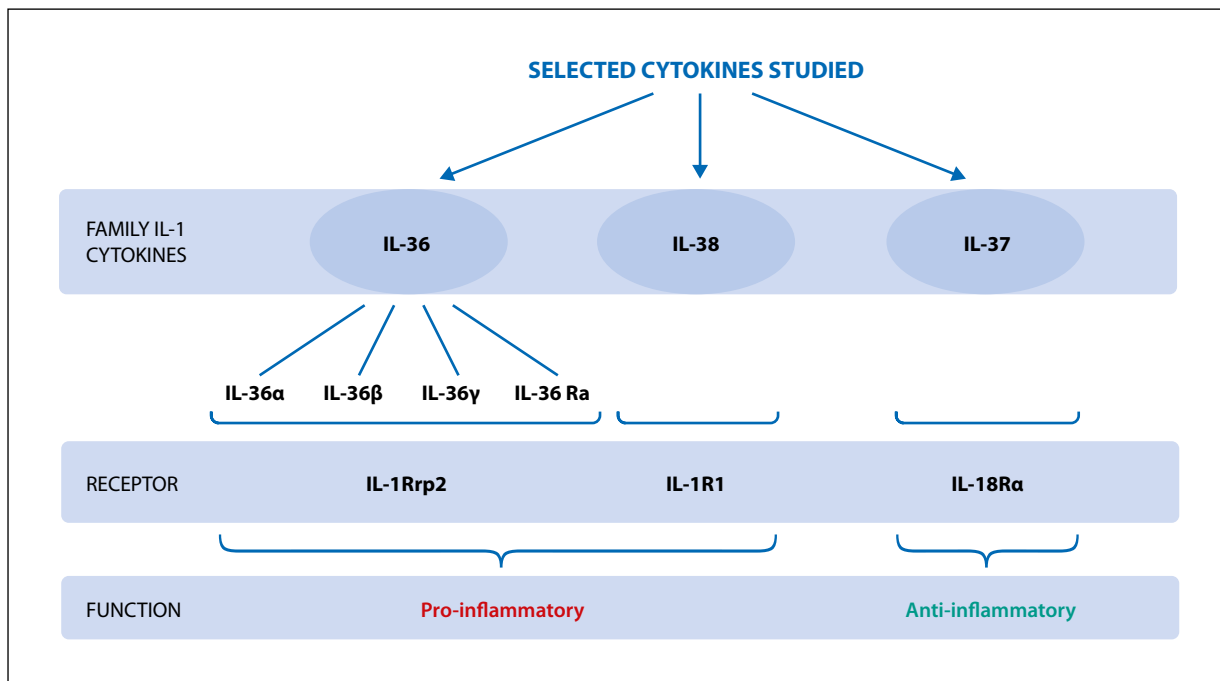 SELECTED CYTOKINES STUDIED
FAMILY IL-1
CYTOKINES
IL-36
IL-38
IL-37
IL-36α
IL-36β
IL-36γ
IL-36 Ra
RECEPTOR
IL-1Rrp2
IL-1R1
IL-18Rα
FUNCTION
Pro-inflammatory
Anti-inflammatory